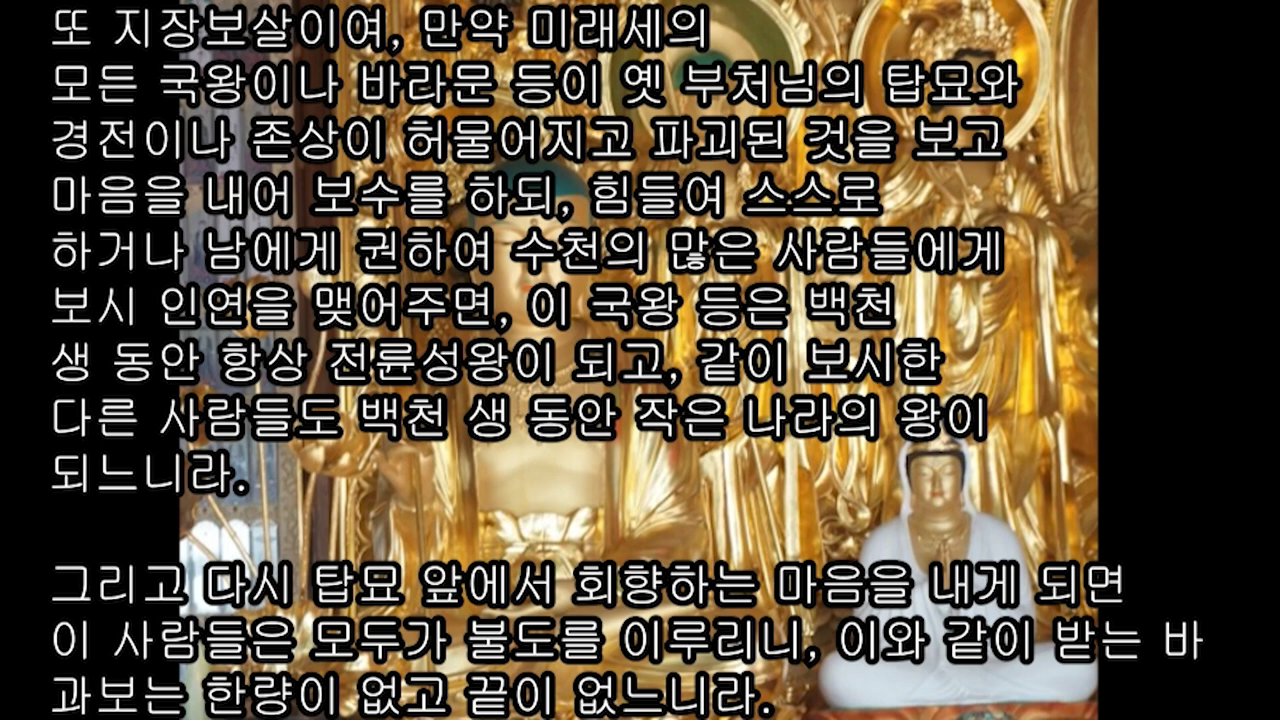 또 지장보살이여, 만약 미래세의
모든 국왕이나 바라문 등이 옛 부처님의 탑묘와
경전이나 존상이 허물어지고 파괴된 것을 보고
마음을 내어 보수를 하되, 힘들여 스스로
하거나 남에게 권하여 수천의 많은 사람들에게
보시 인연을 맺어주면, 이 국왕 등은 백천
생 동안 항상 전륜성왕이 되고, 같이 보시한
다른 사람들도 백천 생 동안 작은 나라의 왕이
되느니라.
그리고 다시 탑묘 앞에서 회향하는 마음을 내게 되면
이 사람들은 모두가 불도를 이루리니, 이와 같이 받는 바
과보는 한량이 없고 끝이 없느니라.